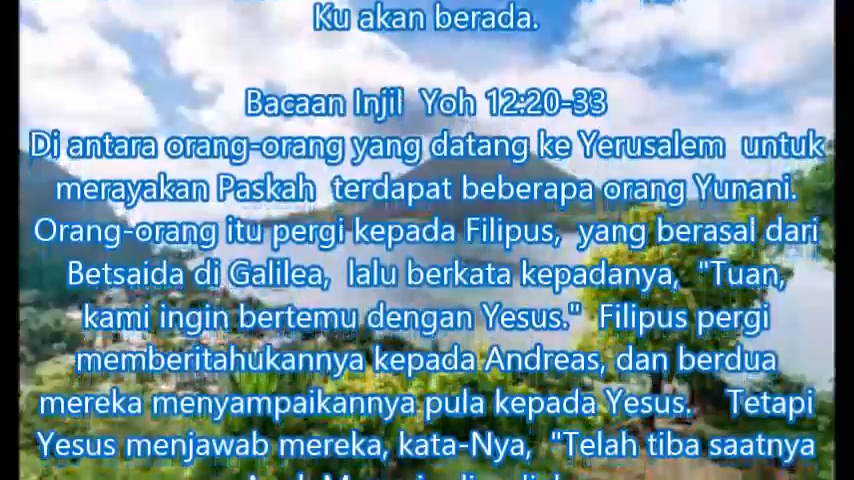 Ku akan berada.
Bacaan Injil  Yoh 12:20-33
Di antara orang-orang yang datang ke Yerusalem  untuk
merayakan Paskah  terdapat beberapa orang Yunani.
Orang-orang itu pergi kepada Filipus,  yang berasal dari
Betsaida di Galilea,  lalu berkata kepadanya,  "Tuan,
kami ingin bertemu dengan Yesus."  Filipus pergi
memberitahukannya kepada Andreas, dan berdua
mereka menyampaikannya pula kepada Yesus.    Tetapi
Yesus menjawab mereka, kata-Nya,  "Telah tiba saatnya